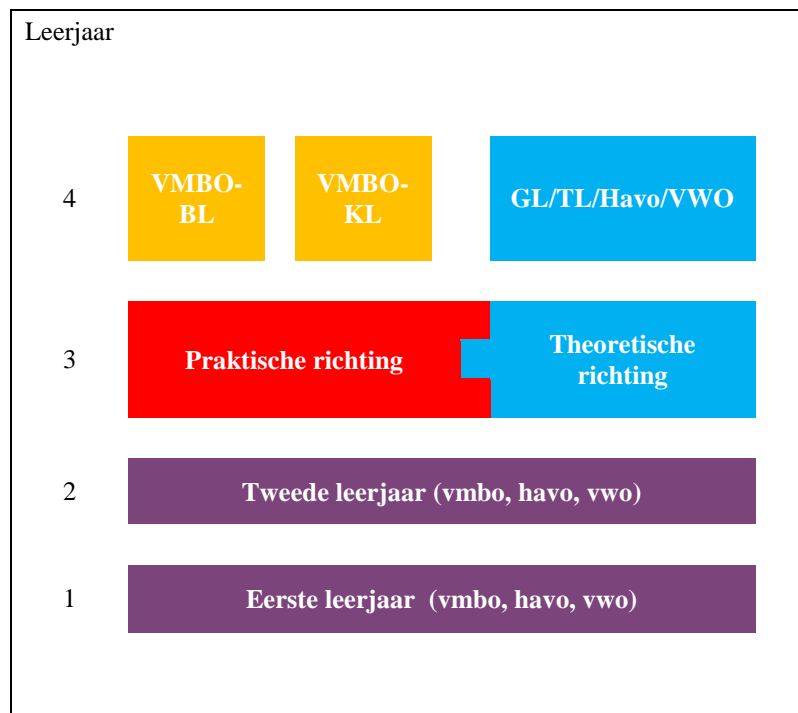 Leerjaar
4
VMBO-
BL
VMBO-
KL
GL/TL/Havo/VWO
3
Praktische richting
Theoretische
richting
2
Tweede leerjaar (vmbo, havo, vwo)
1
Eerste leerjaar (vmbo, havo, vwo)